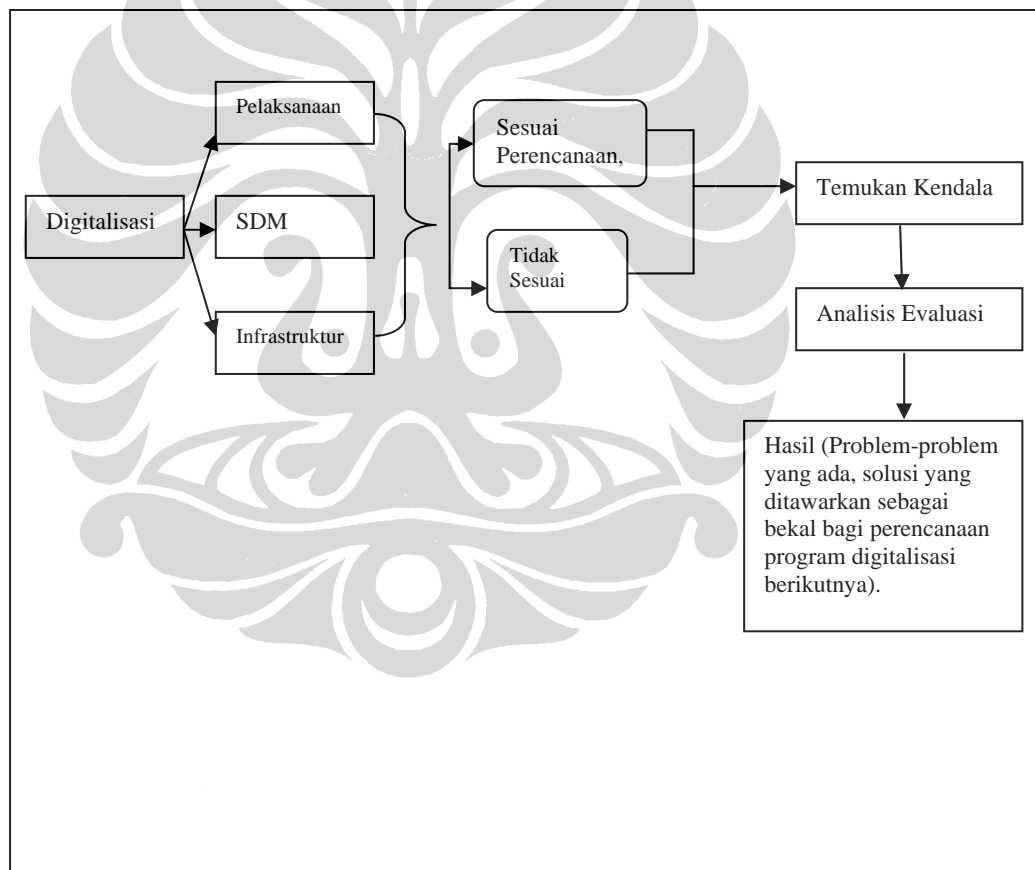 Pelaksanaan
Digitalisasi
SDM
Infrastruktur
Sesuai
Perencanaan,
Tidak
Sesuai
Temukan Kendala
Analisis Evaluasi
Hasil (Problem-problem
yang ada, solusi yang
ditawarkan sebagai
bekal bagi perencanaan
program digitalisasi
berikutnya).